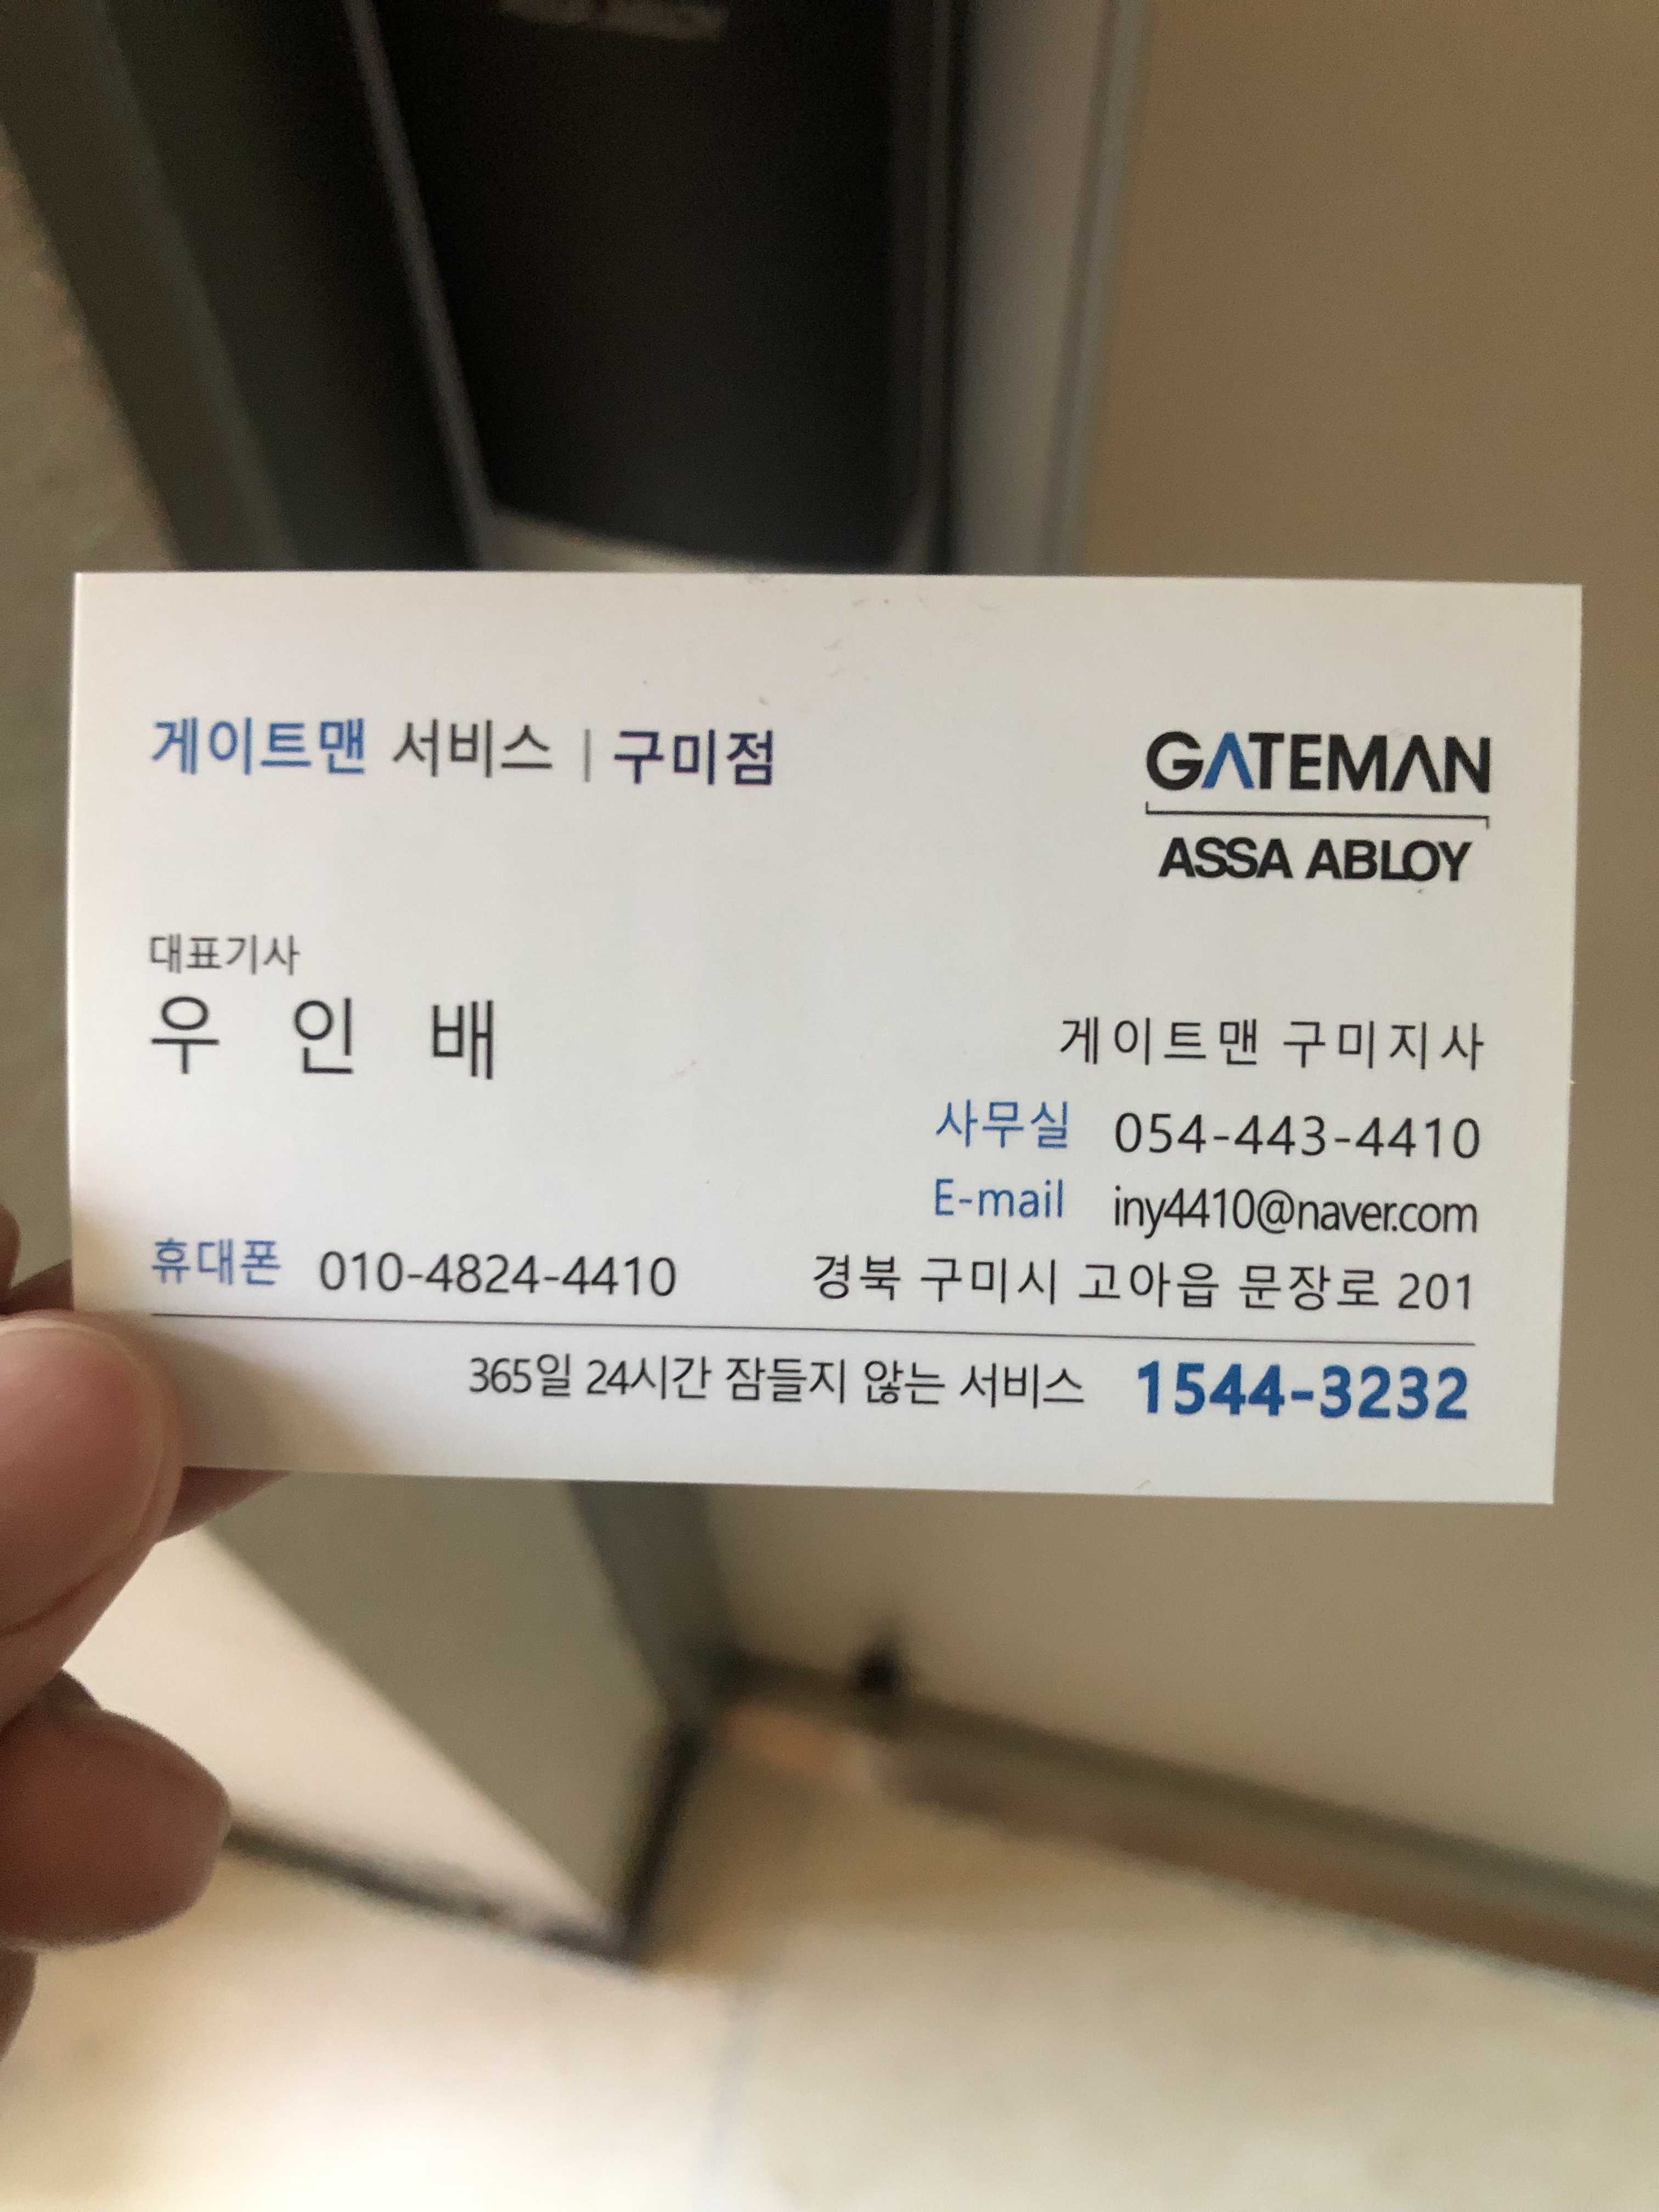 게이트맨 서비스 | 구미점
GATEMAN
ASSA ABLOY
대표기사
우 인 배
게이트맨 구미지사
사무실 054-443-4410
E-mail iny4410@naver.com
휴대폰 010-4824-4410
경북 구미시 고아읍 문장로 201
365일 24시간 잠들지 않는 서비스 1544-3232